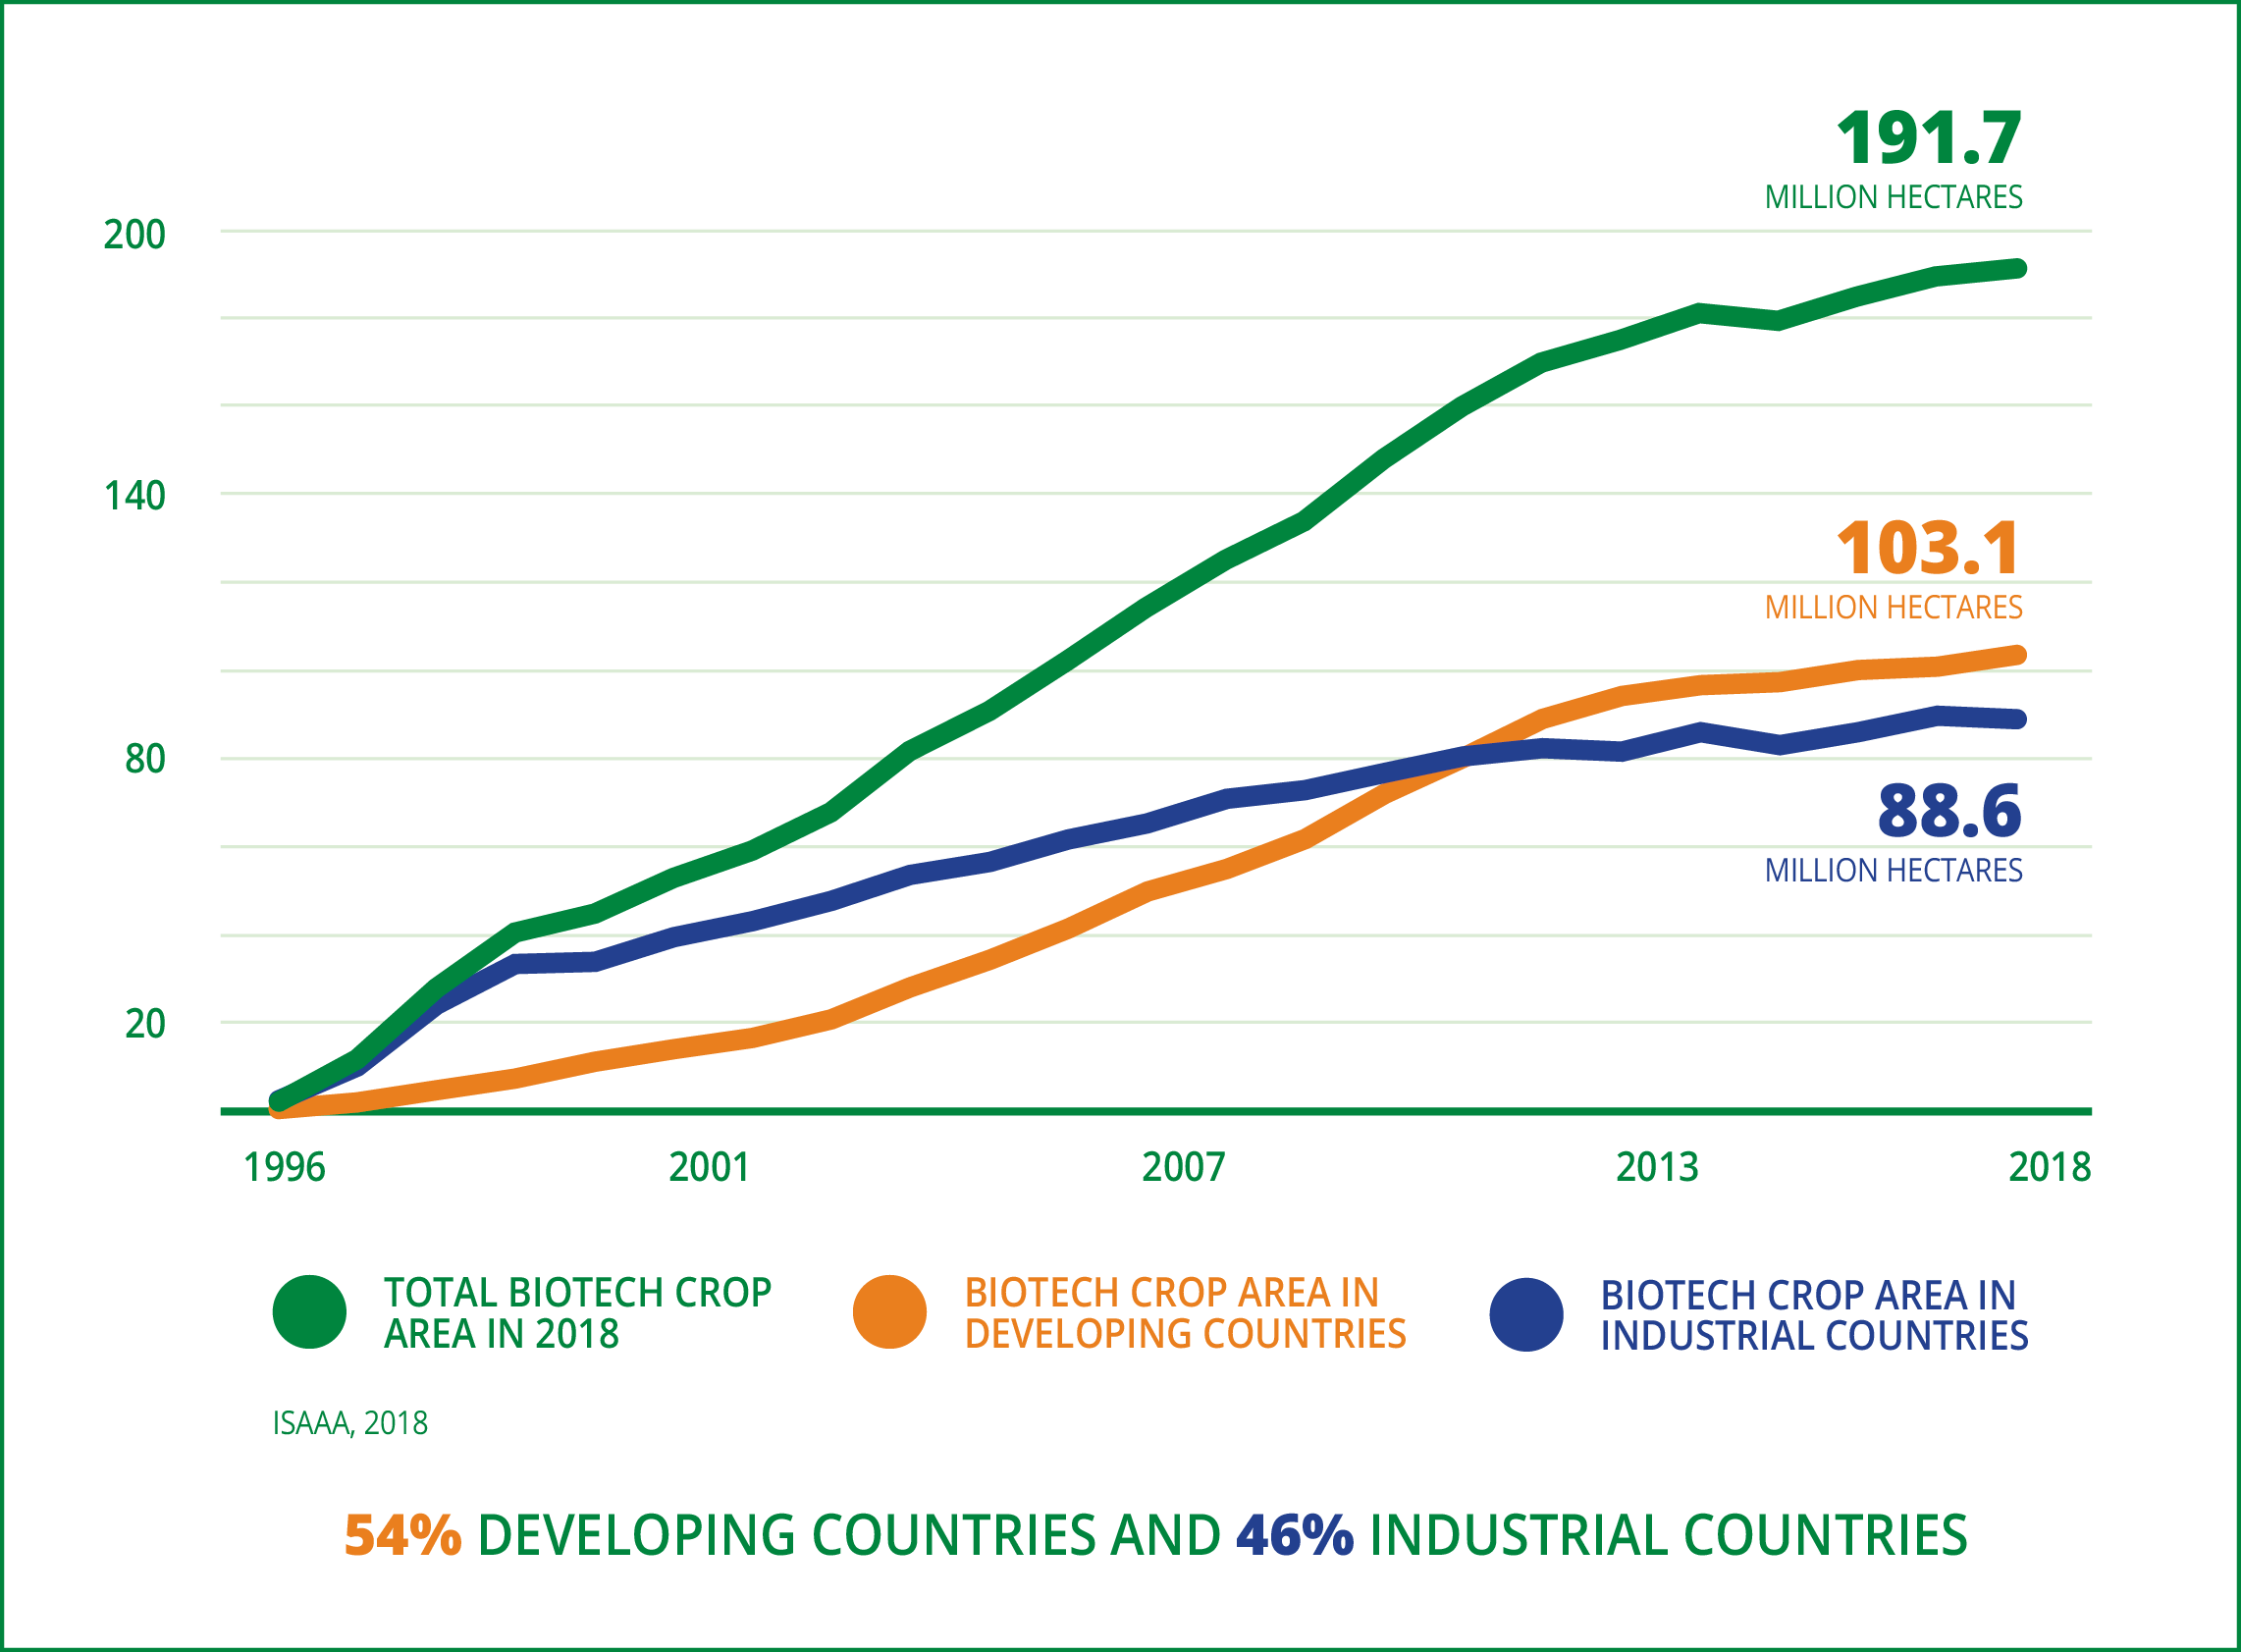 191.7
MILLION HECTARES
200
140
103.1
MILLION HECTARES
80
88.6
MILLION HECTARES
20
1996 2001 2007 2013 2018
TOTAL BIOTECH CROP
AREA IN 2018
BIOTECH CROP AREA IN
DEVELOPING COUNTRIES
BIOTECH CROP AREA IN
INDUSTRIAL COUNTRIES
ISAAA, 2018
54% DEVELOPING COUNTRIES AND 46% INDUSTRIAL COUNTRIES